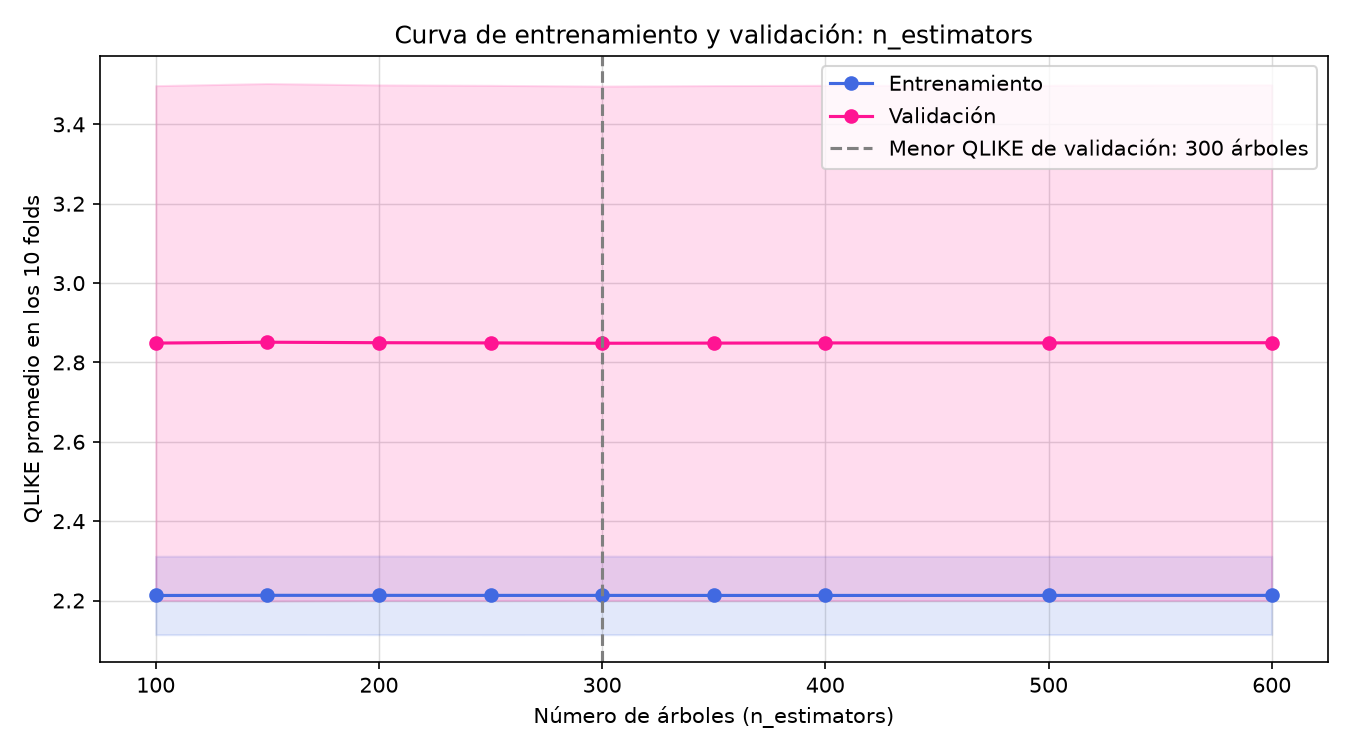 Curva de entrenamiento y validación: n_estimators
Entrenamiento
Validación
Menor QLIKE de validación: 300 árboles
QLIKE promedio en los 10 folds
3.4
3.2
3.0
2.8
2.6
2.4
2.2
100 200 300 400 500 600
Número de árboles (n_estimators)